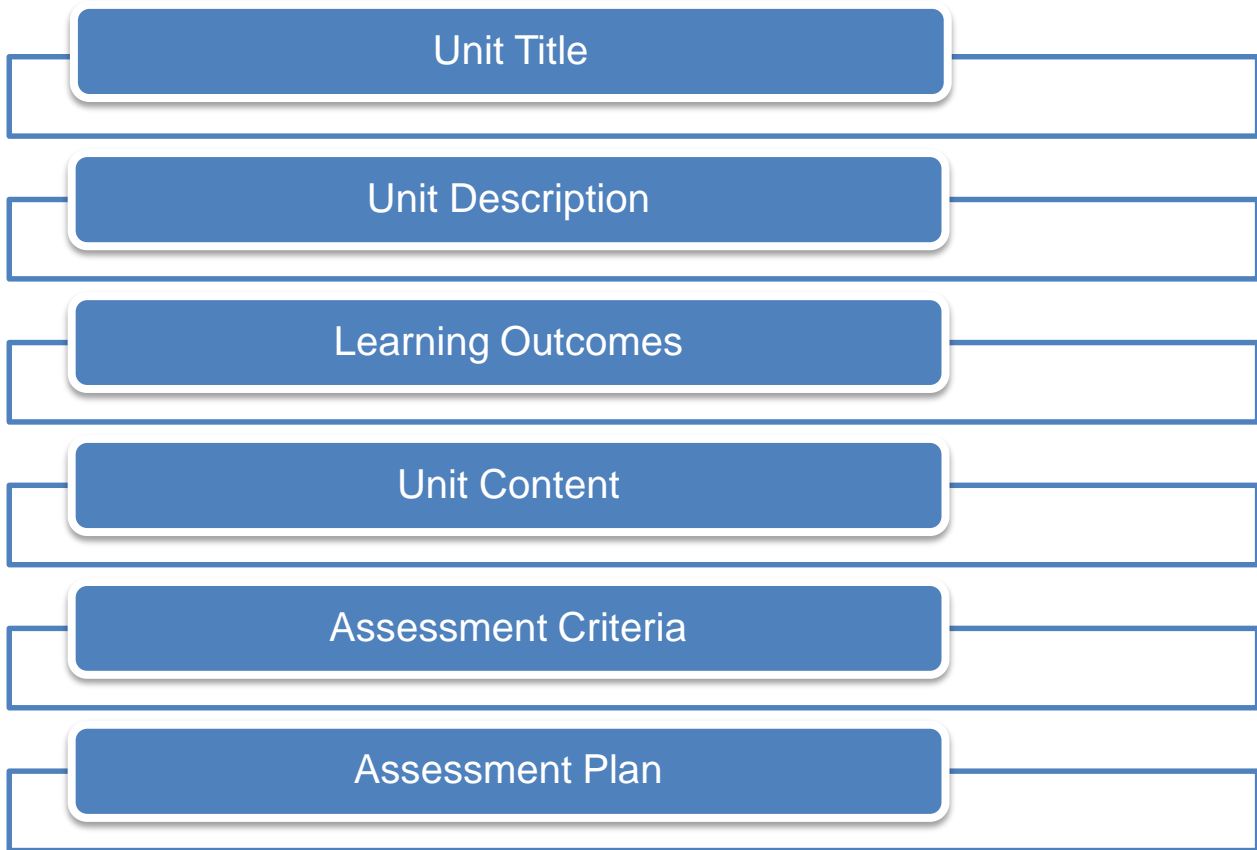 Unit Title
Unit Description
Learning Outcomes
Unit Content
Assessment Criteria
Assessment Plan